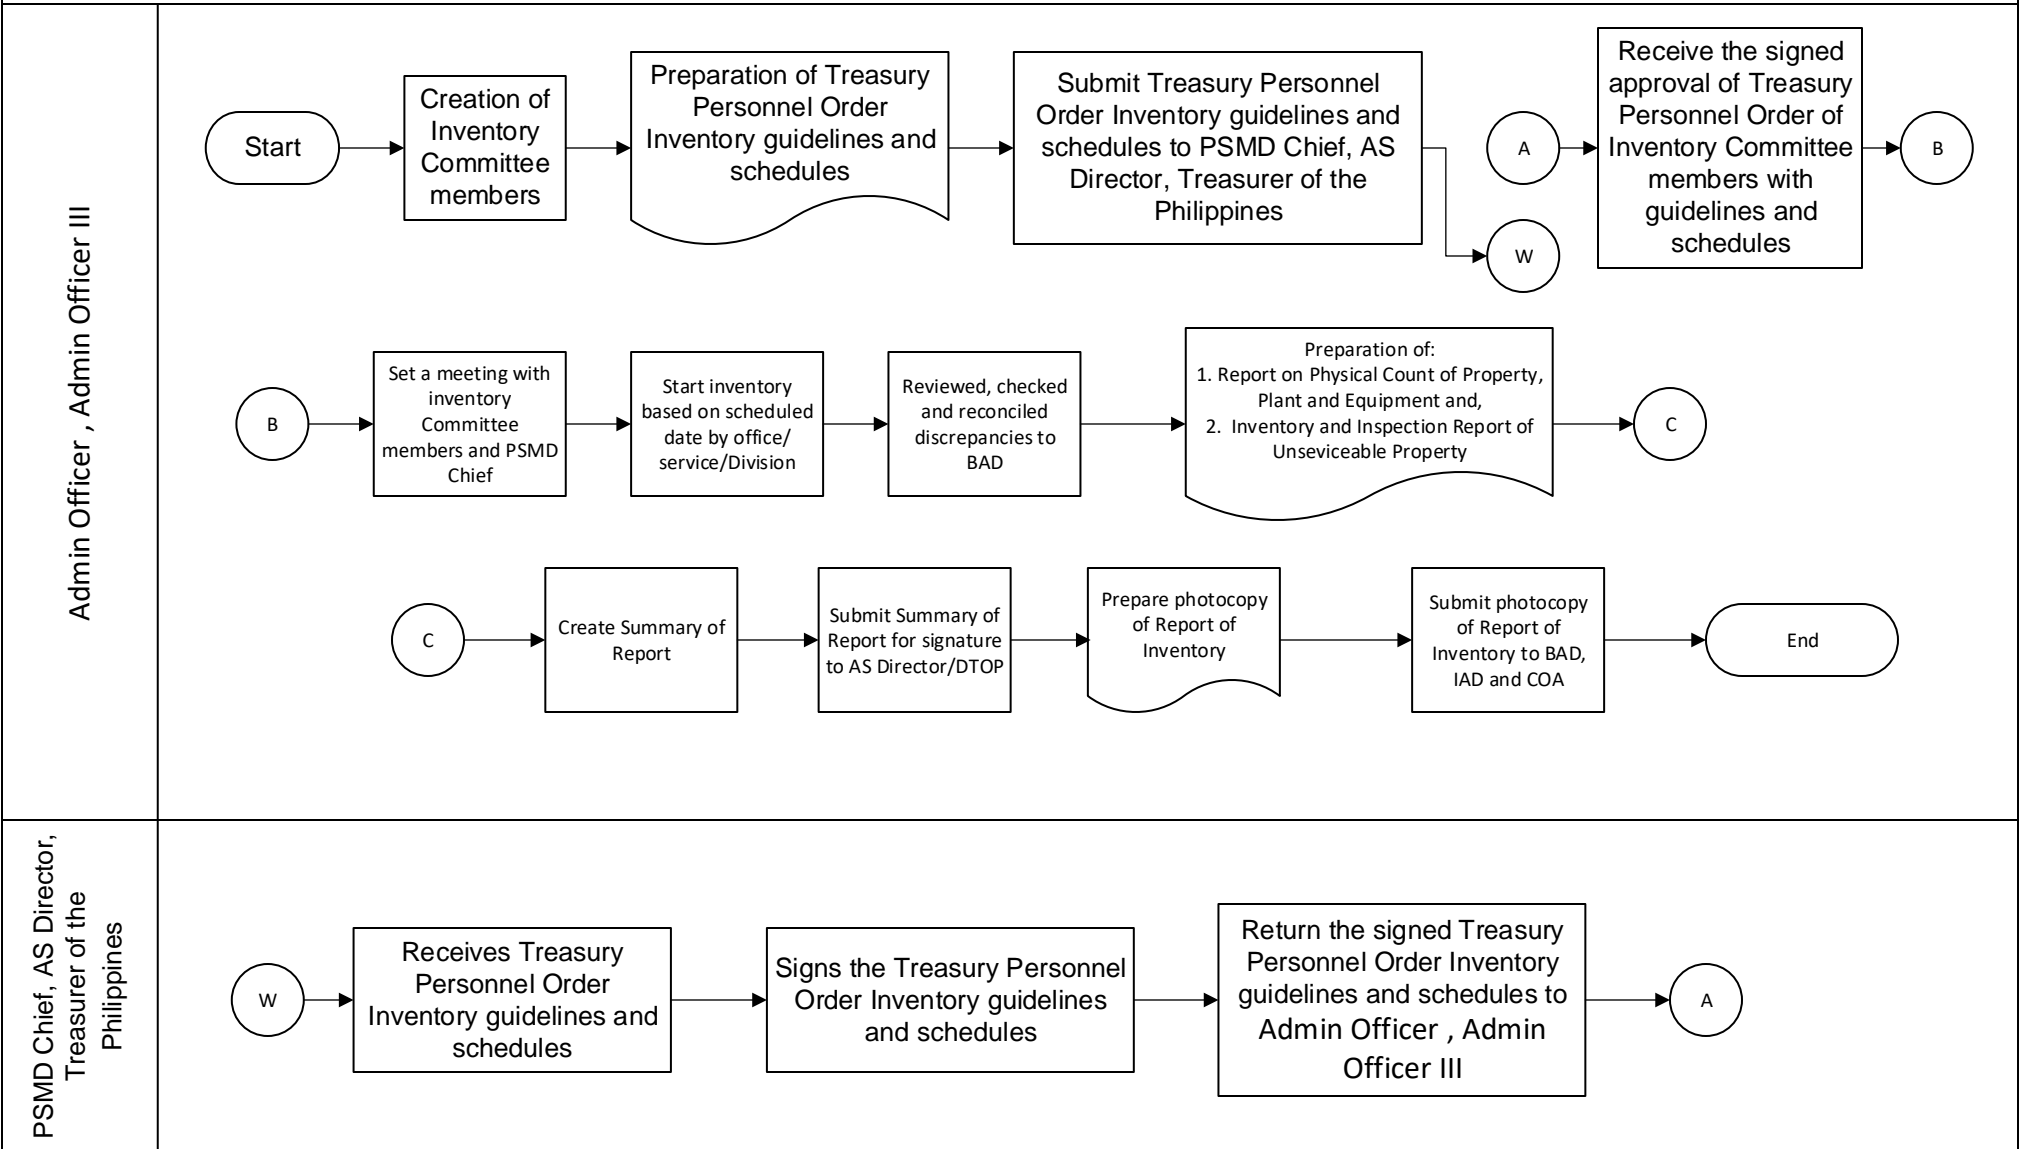 Admin Officer , Admin Officer III
Start
Creation of
Inventory
Committee
members
Preparation of Treasury
Personnel Order
Inventory guidelines and
schedules
Submit Treasury Personnel
Order Inventory guidelines and
schedules to PSMD Chief, AS
Director, Treasurer of the
Philippines
W
A
Receive the signed
approval of Treasury
Personnel Order of
Inventory Committee
members with
guidelines and
schedules
B
B
Set a meeting with
inventory
Committee
members and PSMD
Chief
Start inventory
based on scheduled
date by office/
service/Division
Reviewed, checked
and reconciled
discrepancies to
BAD
Preparation of:
1. Report on Physical Count of Property,
Plant and Equipment and,
2. Inventory and Inspection Report of
Unseviceable Property
C
C
Create Summary of
Report
Submit Summary of
Report for signature
to AS Director/DTOP
Prepare photocopy
of Report of
Inventory
Submit photocopy
of Report of
Inventory to BAD,
IAD and COA
End
PSMD Chief, AS Director,
Treasurer of the
Philippines
W
Receives Treasury
Personnel Order
Inventory guidelines and
schedules
Signs the Treasury Personnel
Order Inventory guidelines
and schedules
Return the signed Treasury
Personnel Order Inventory
guidelines and schedules to
Admin Officer , Admin
Officer III
A